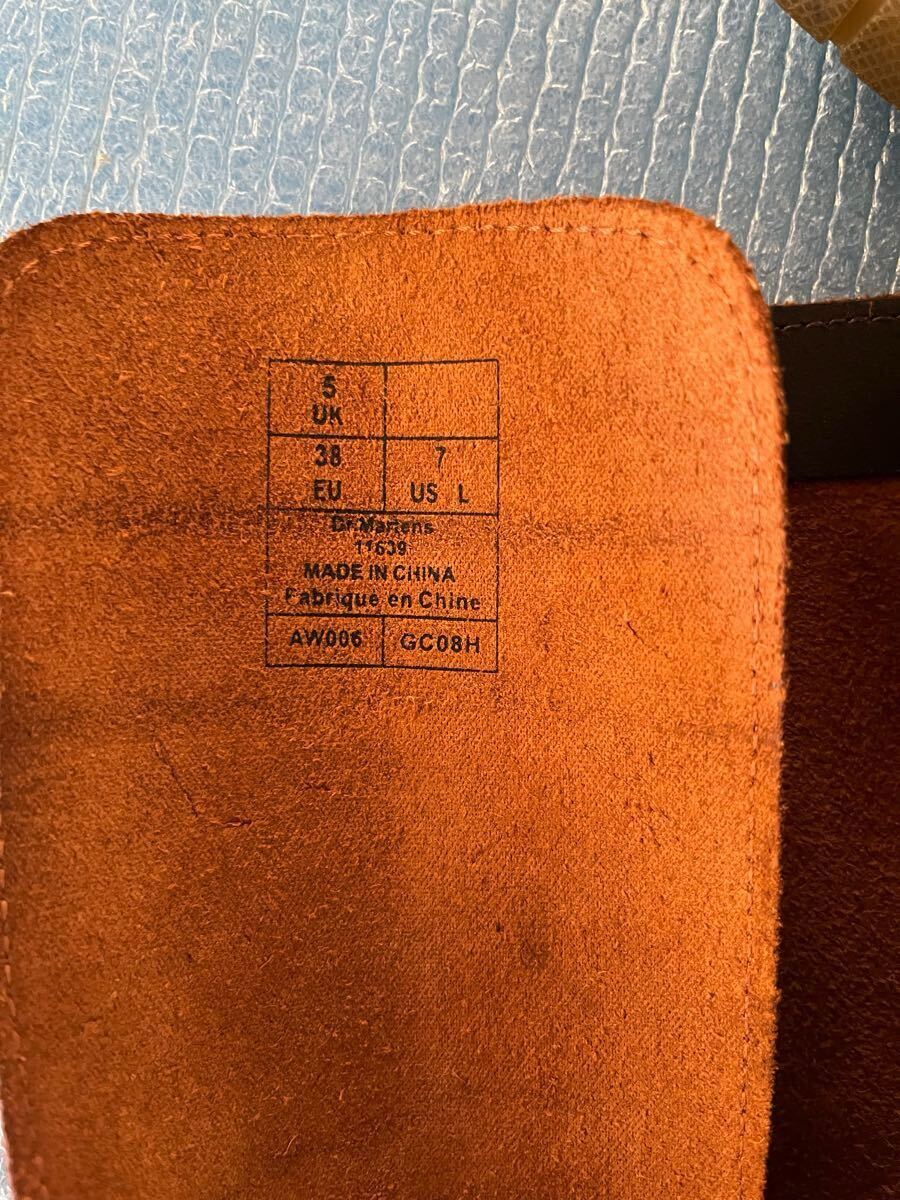 5
UK
38
EU
7
US L
Dr.Martens
11639
MADE IN CHINA
Fabrique en Chine
AW006
GC08H